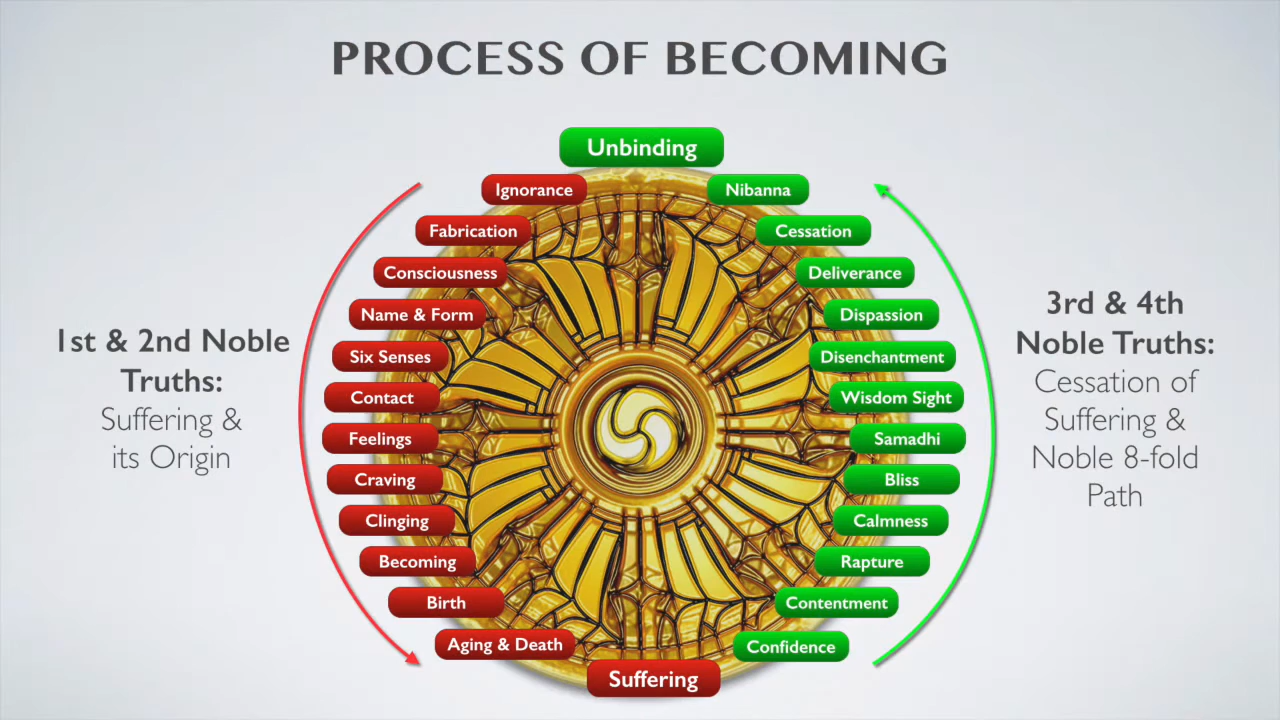 PROCESS OF BECOMING
Unbinding
Ignorance
Fabrication
Consciousness
Name & Form
Six Senses
Contact
Feelings
Craving
Clinging
Becoming
Birth
Aging & Death
Suffering
Nibanna
Cessation
Deliverance
Dispassion
Disenchantment
Wisdom Sight
Samadhi
Bliss
Calmness
Rapture
Contentment
Confidence
1st & 2nd Noble
Truths:
Suffering &
its Origin
3rd & 4th
Noble Truths:
Cessation of
Suffering &
Noble 8-fold
Path